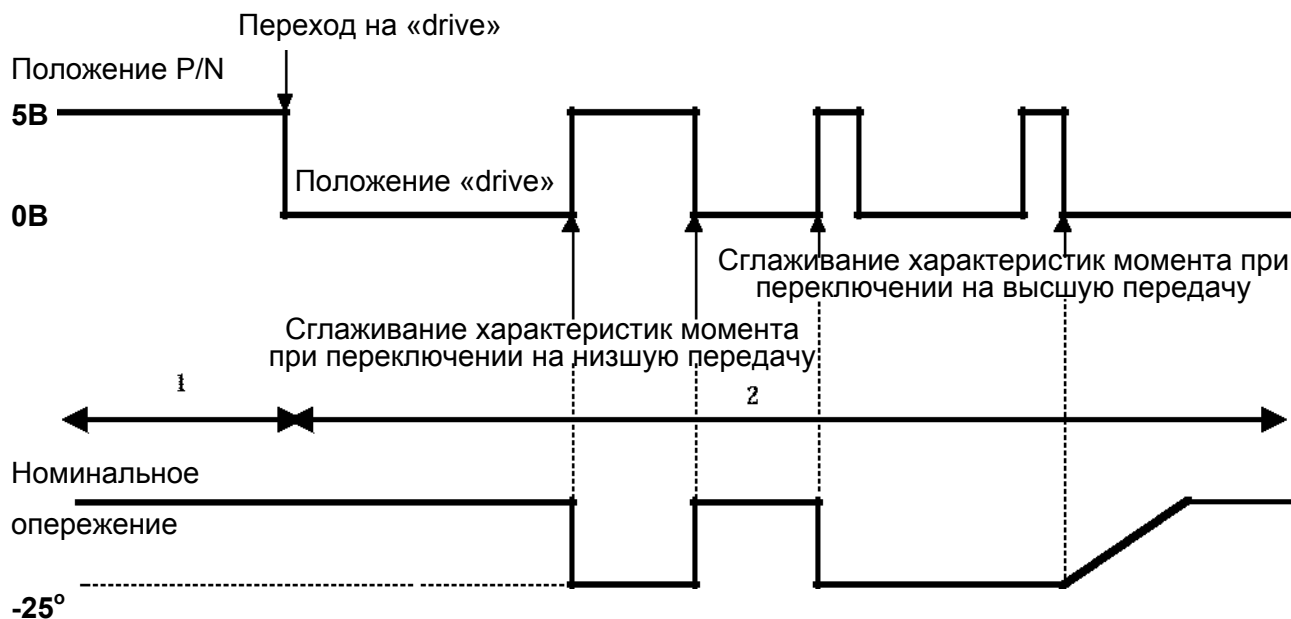 Переход на «drive»
Положение P/N
5В
Положение «drive»
0В
Сглаживание характеристик момента при
переключении на высшую передачу
Сглаживание характеристик момента
при переключении на низшую передачу
1
2
Номинальное
опережение
-25°